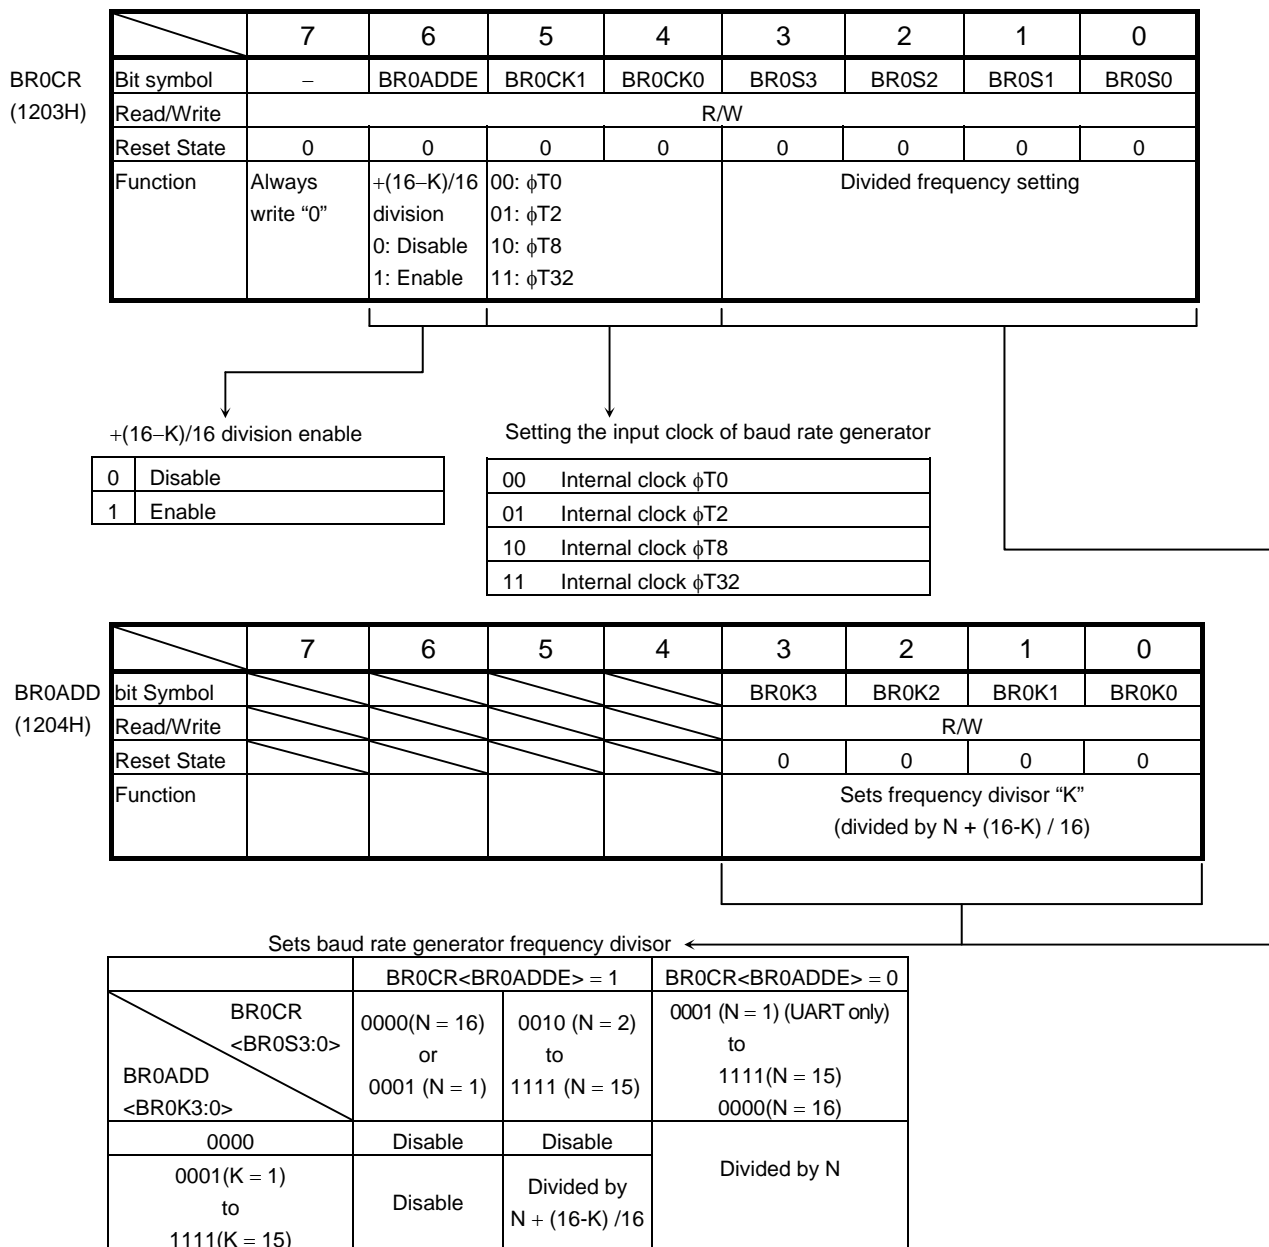 7 6 5 4 3 2 1 0
BR0CR
(1203H)
Bit symbol – BR0ADDE BR0CK1 BR0CK0 BR0S3 BR0S2 BR0S1 BR0S0
Read/Write R/W
Reset State 0 0 0 0 0 0 0 0
Function Always +(16–K)/16 00: ϕT0 Divided frequency setting
write “0” division 01: ϕT2
0: Disable 10: ϕT8
1: Enable 11: ϕT32
+(16–K)/16 division enable
0 Disable
1 Enable
Setting the input clock of baud rate generator
00 Internal clock ϕT0
01 Internal clock ϕT2
10 Internal clock ϕT8
11 Internal clock ϕT32
7 6 5 4 3 2 1 0
BR0ADD
(1204H)
bit Symbol BR0K3 BR0K2 BR0K1 BR0K0
Read/Write R/W
Reset State 0 0 0 0
Function Sets frequency divisor “K”
(divided by N + (16-K) / 16)
Sets baud rate generator frequency divisor
BR0CR<BR0ADDE> = 1 BR0CR<BR0ADDE> = 0
BR0CR
<BR0S3:0>
BR0ADD
<BR0K3:0>
0000(N = 16)
or
0001 (N = 1)
0010 (N = 2)
to
1111 (N = 15)
0001 (N = 1) (UART only)
to
1111(N = 15)
0000(N = 16)
0000 Disable Disable
0001(K = 1)
to
1111(K = 15)
Disable
Divided by
N + (16-K) /16
Divided by N